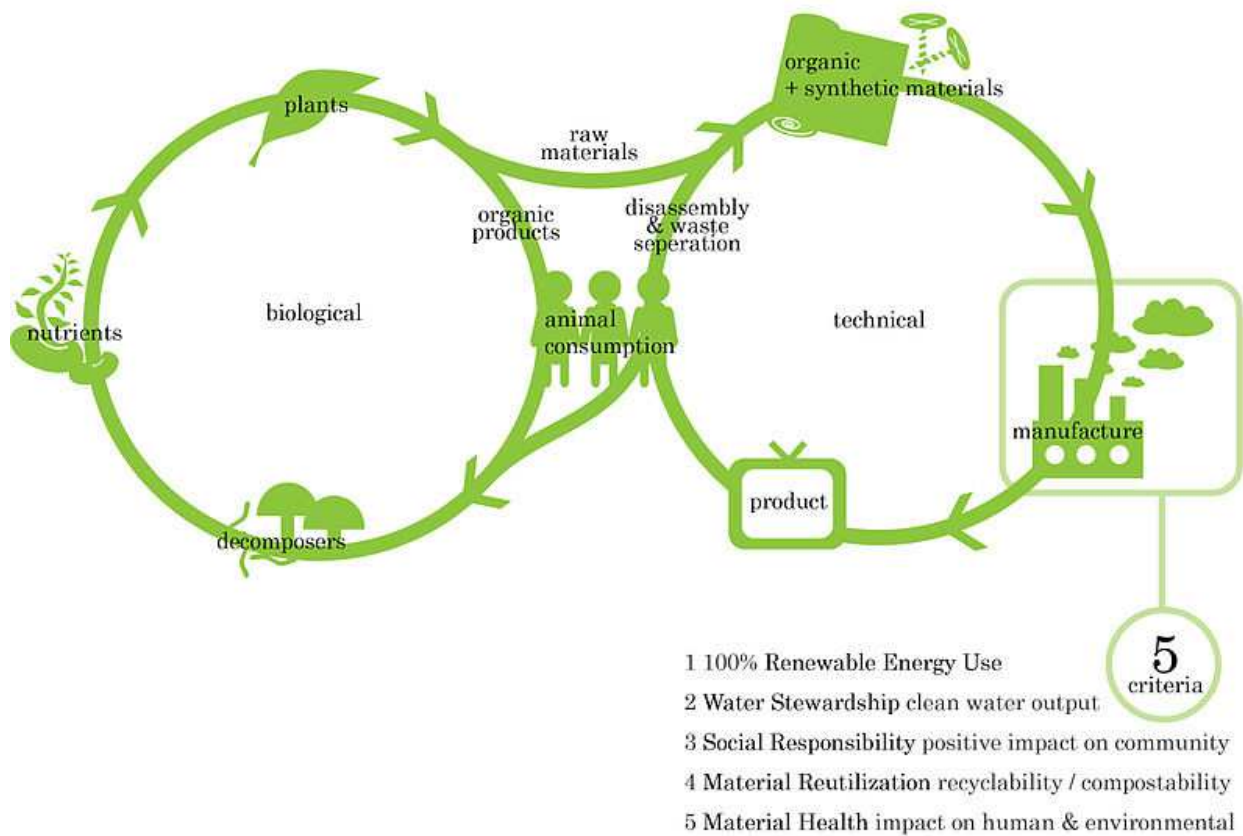 organic
+ synthetic materials
plants
raw
materials
organic
products
disassembly
& waste
seperation
nutrients
biological
animal
consumption
technical
manufacture
product
decomposers
5
criteria
1 100% Renewable Energy Use
2 Water Stewardship clean water output
3 Social Responsibility positive impact on community
4 Material Reutilization recyclability / compostability
5 Material Health impact on human & environmental